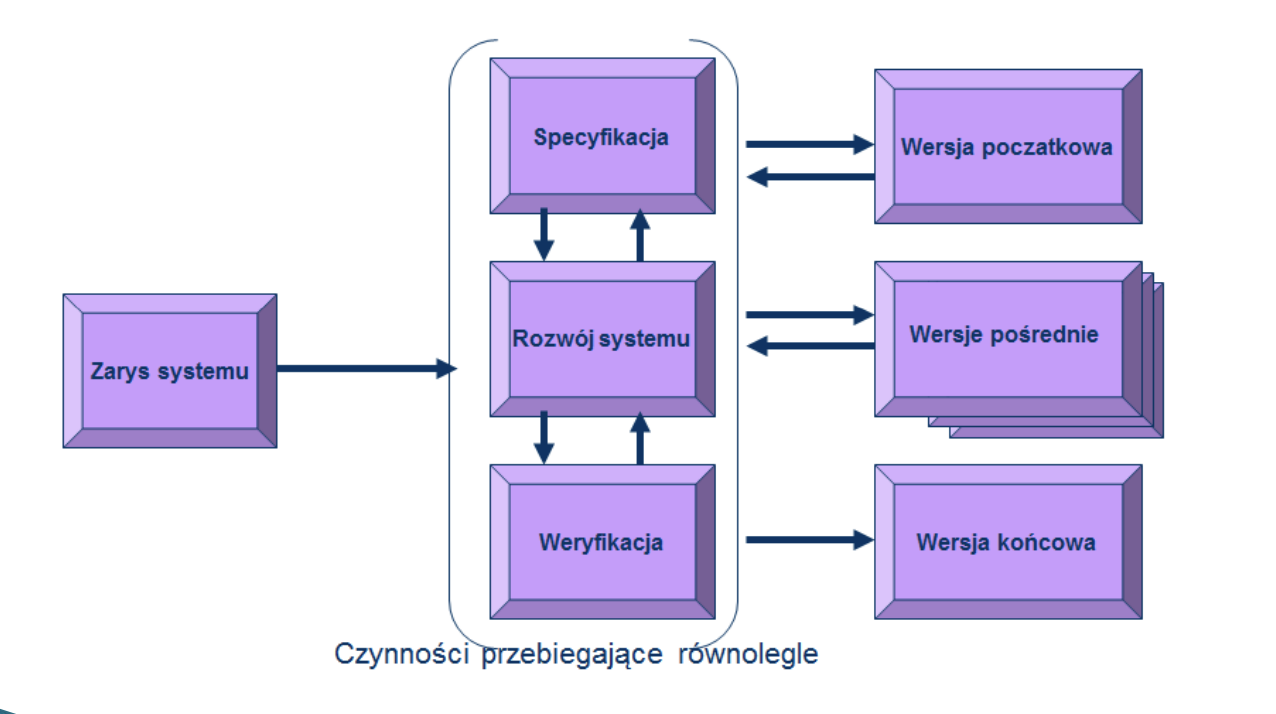 Specyfikacja
Wersja poczatkowa
Rozwój systemu
Wersje pośrednie
Zarys systemu
Weryfikacja
Wersja końcowa
Czynności przebiegające równolegle